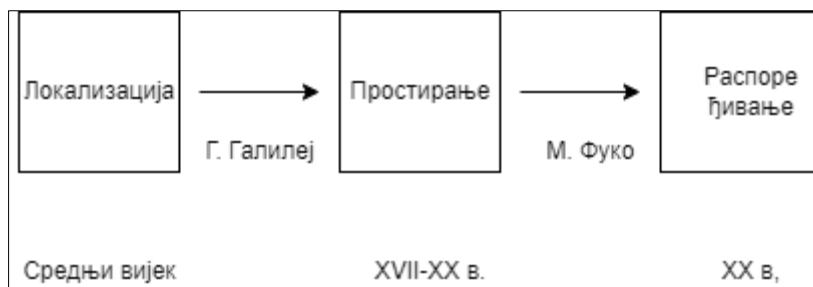 Локализација
Простирање
Распоре
ђивање
Г. Галилеј
М. Фуко
Средњи вијек
XVII-XX в.
XX в,